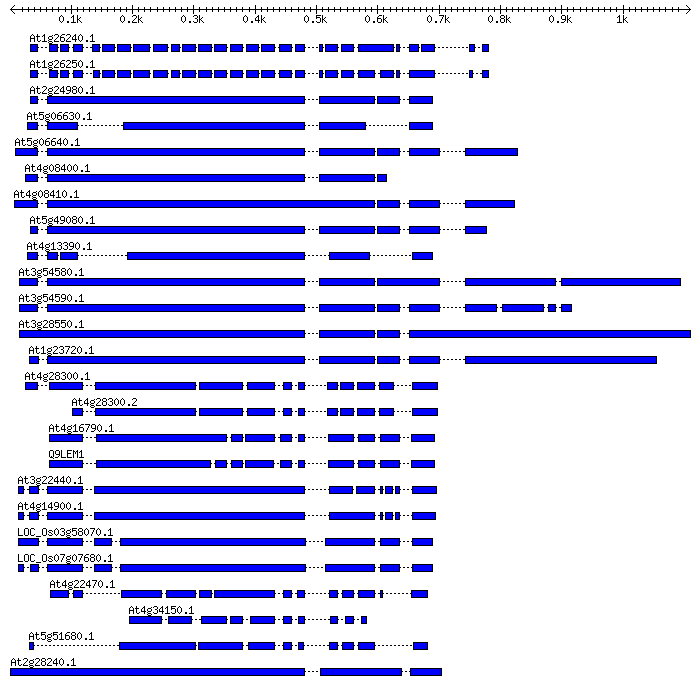 0.1k 0.2k 0.3k 0.4k 0.5k 0.6k 0.7k 0.8k 0.9k 1k
At1g26240.1
At1g26250.1
At2g24980.1
At5g06630.1
At5g06640.1
At4g08400.1
At4g08410.1
At5g49080.1
At4g13390.1
At3g54580.1
At3g54590.1
At3g28550.1
At1g23720.1
At4g28300.1
At4g28300.2
At4g16790.1
Q9LEM1
At3g22440.1
At4g14900.1
LOC_Os03g58070.1
LOC_Os07g07680.1
At4g22470.1
At4g34150.1
At5g51680.1
At2g28240.1